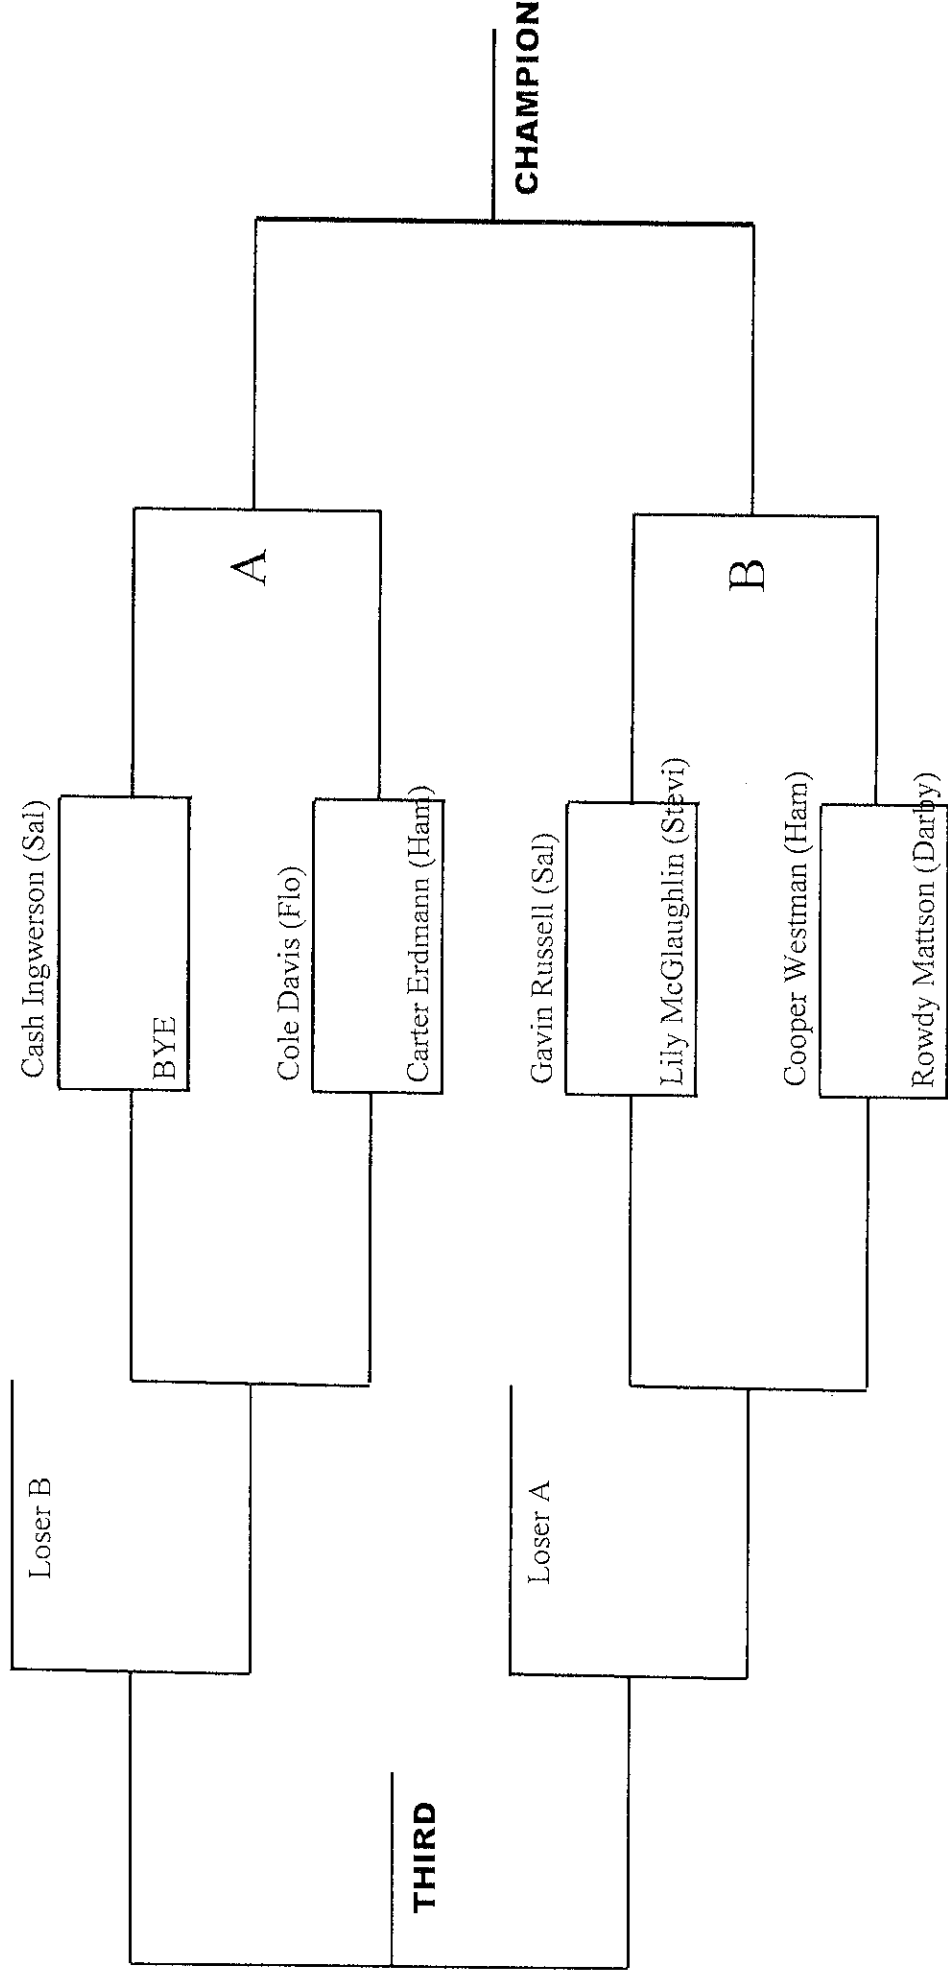 Cash Ingwerson (Sal)
BYE
Cole Davis (Flo)
Carter Erdmann (Ham)
Gavin Russell (Sal)
Lily McGlaughlin (Stevi)
Cooper Westman (Ham)
Rowdy Mattson (Darby)
A
B
CHAMPION
Loser B
Loser A
THIRD